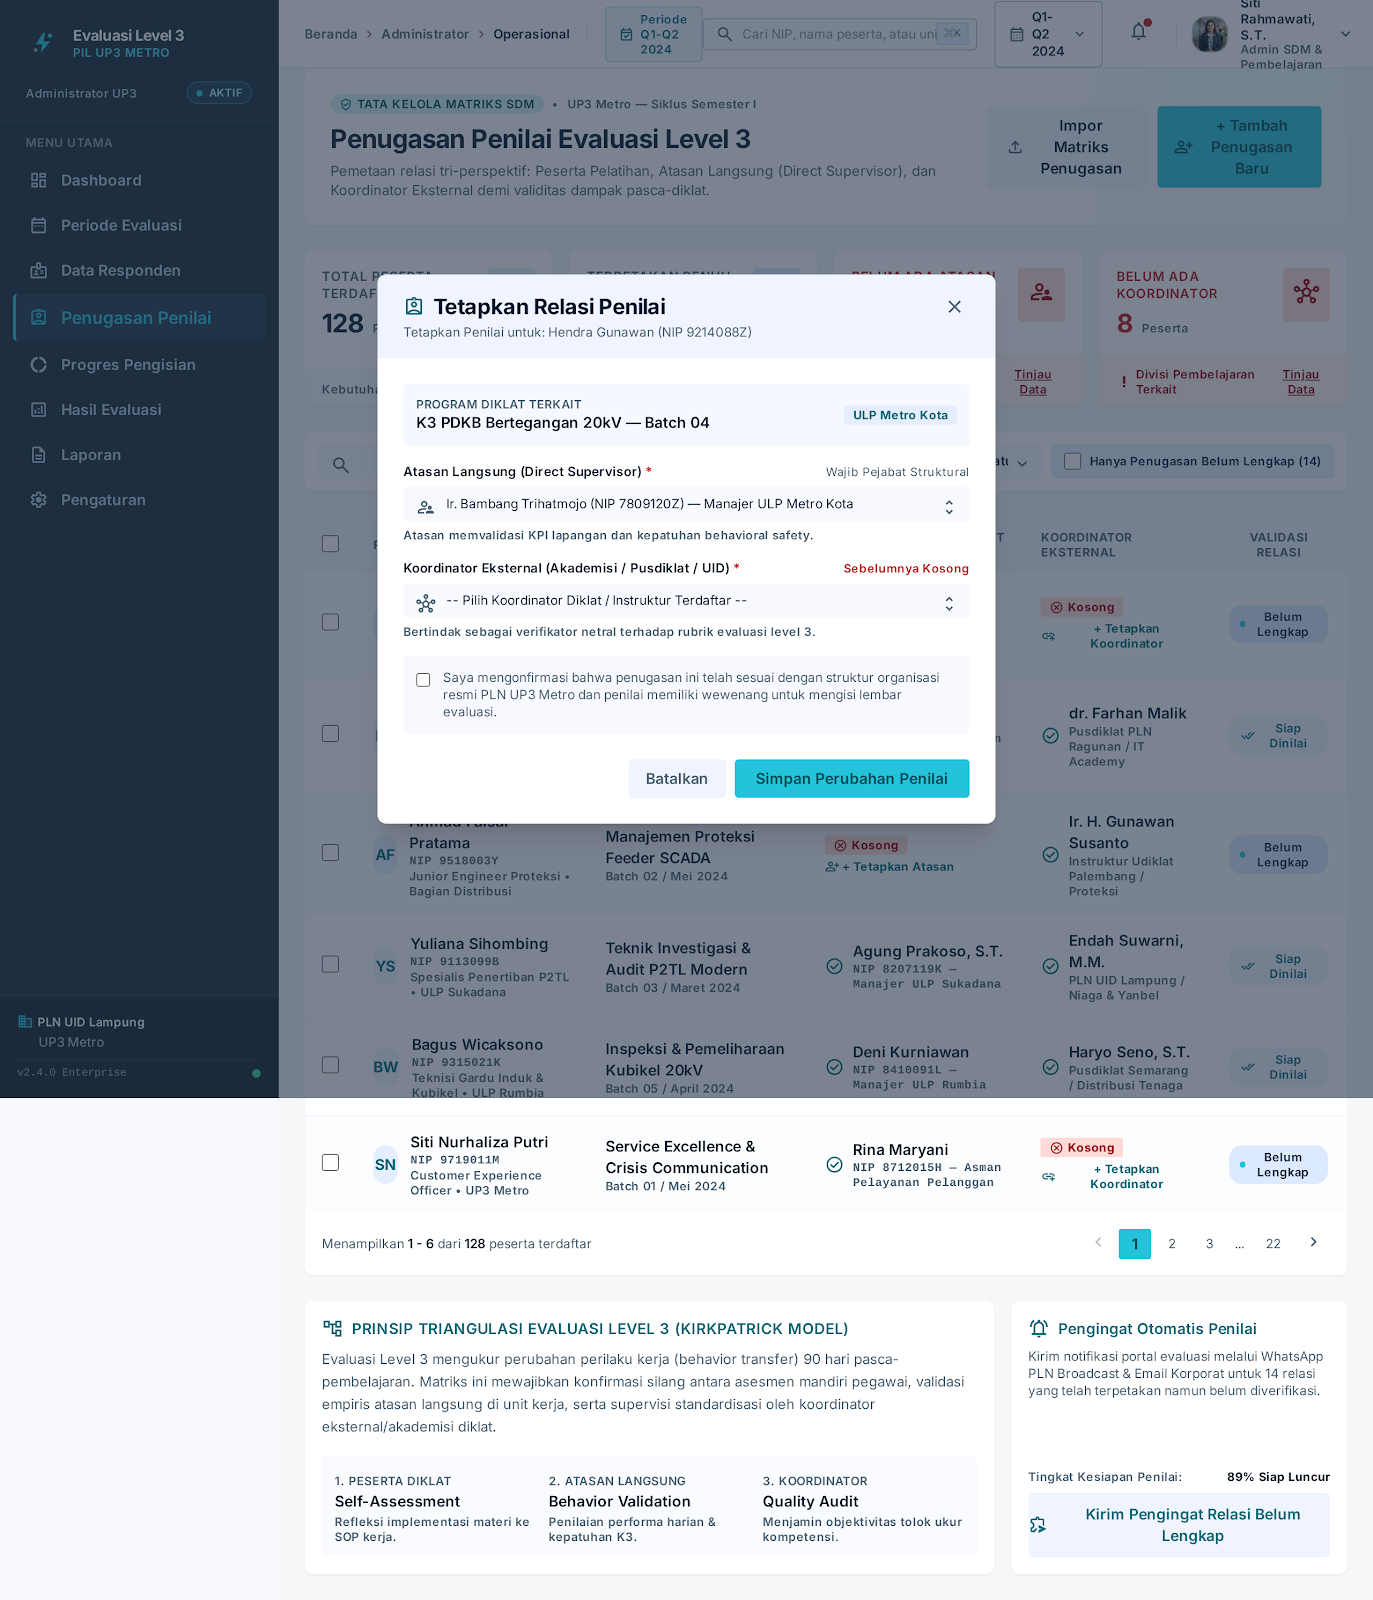 Evaluasi Level 3
PIL UP3 METRO
Administrator UP3
AKTIF
MENU UTAMA
Dashboard
Periode Evaluasi
Data Responden
Penugasan Penilai
Progres Pengisian
Hasil Evaluasi
Laporan
Pengaturan
PLN UID Lampung
UP3 Metro
v2.4.0 Enterprise
Beranda › Administrator › Operasional
Periode
Q1-Q2
2024
Cari NIP, nama peserta, atau uni
⌘K
Q1-
Q2
2024
Siti
Rahmawati,
S.T.
Admin SDM &
Pembelajaran
TATA KELOLA MATRIKS SDM • UP3 Metro — Siklus Semester I
Penugasan Penilai Evaluasi Level 3
Pemetaan relasi tri-perspektif: Peserta Pelatihan, Atasan Langsung (Direct Supervisor), dan
Koordinator Eksternal demi validitas dampak pasca-diklat.
Impor
Matriks
Penugasan
+ Tambah
Penugasan
Baru
TOTAL PESERTA
TERDAF
128
Kebutuha
TERPETAKAN PENUH
BELUM ADA ATASAN
Tinjau
Data
BELUM ADA
KOORDINATOR
8 Peserta
Divisi Pembelajaran
Terkait
Tinjau
Data
Tetapkan Relasi Penilai
Tetapkan Penilai untuk: Hendra Gunawan (NIP 9214088Z)
PROGRAM DIKLAT TERKAIT
K3 PDKB Bertegangan 20kV — Batch 04
ULP Metro Kota
Atasan Langsung (Direct Supervisor) *
Wajib Pejabat Struktural
Ir. Bambang Trihatmojo (NIP 7809120Z) — Manajer ULP Metro Kota
Atasan memvalidasi KPI lapangan dan kepatuhan behavioral safety.
Koordinator Eksternal (Akademisi / Pusdiklat / UID) *
Sebelumnya Kosong
-- Pilih Koordinator Diklat / Instruktur Terdaftar --
Bertindak sebagai verifikator netral terhadap rubrik evaluasi level 3.
Saya mengonfirmasi bahwa penugasan ini telah sesuai dengan struktur organisasi
resmi PLN UP3 Metro dan penilai memiliki wewenang untuk mengisi lembar
evaluasi.
Batalkan
Simpan Perubahan Penilai
Hanya Penugasan Belum Lengkap (14)
KOORDINATOR
EKSTERNAL
VALIDASI
RELASI
Kosong
+ Tetapkan
Koordinator
Belum
Lengkap
dr. Farhan Malik
Pusdiklat PLN
Ragunan / IT
Academy
Siap
Dinilai
AF
Ahmad Faisal
Pratama
NIP 9518003Y
Junior Engineer Proteksi •
Bagian Distribusi
Manajemen Proteksi
Feeder SCADA
Batch 02 / Mei 2024
Kosong
+ Tetapkan Atasan
Ir. H. Gunawan
Susanto
Instruktur Udiklat
Palembang /
Proteksi
Belum
Lengkap
YS
Yuliana Sihombing
NIP 9113099B
Spesialis Penertiban P2TL
• ULP Sukadana
Teknik Investigasi &
Audit P2TL Modern
Batch 03 / Maret 2024
Agung Prakoso, S.T.
NIP 8207119K —
Manajer ULP Sukadana
Endah Suwarni,
M.M.
PLN UID Lampung /
Niaga & Yanbel
Siap
Dinilai
BW
Bagus Wicaksono
NIP 9315021K
Teknisi Gardu Induk &
Kubikel • ULP Rumbia
Inspeksi & Pemeliharaan
Kubikel 20kV
Batch 05 / April 2024
Deni Kurniawan
NIP 8410091L —
Manajer ULP Rumbia
Haryo Seno, S.T.
Pusdiklat Semarang
/ Distribusi Tenaga
Siap
Dinilai
SN
Siti Nurhaliza Putri
NIP 9719011M
Customer Experience
Officer • UP3 Metro
Service Excellence &
Crisis Communication
Batch 01 / Mei 2024
Rina Maryani
NIP 8712015H — Asman
Pelayanan Pelanggan
Kosong
+ Tetapkan
Koordinator
Belum
Lengkap
Menampilkan 1 - 6 dari 128 peserta terdaftar
1 2 3 ... 22
PRINSIP TRIANGULASI EVALUASI LEVEL 3 (KIRKPATRICK MODEL)
Evaluasi Level 3 mengukur perubahan perilaku kerja (behavior transfer) 90 hari pasca-
pembelajaran. Matriks ini mewajibkan konfirmasi silang antara asesmen mandiri pegawai, validasi
empiris atasan langsung di unit kerja, serta supervisi standardisasi oleh koordinator
eksternal/akademisi diklat.
1. PESERTA DIKLAT
Self-Assessment
Refleksi implementasi materi ke
SOP kerja.
2. ATASAN LANGSUNG
Behavior Validation
Penilaian performa harian &
kepatuhan K3.
3. KOORDINATOR
Quality Audit
Menjamin objektivitas tolok ukur
kompetensi.
Pengingat Otomatis Penilai
Kirim notifikasi portal evaluasi melalui WhatsApp
PLN Broadcast & Email Korporat untuk 14 relasi
yang telah terpetakan namun belum diverifikasi.
Tingkat Kesiapan Penilai: 89% Siap Luncur
Kirim Pengingat Relasi Belum
Lengkap